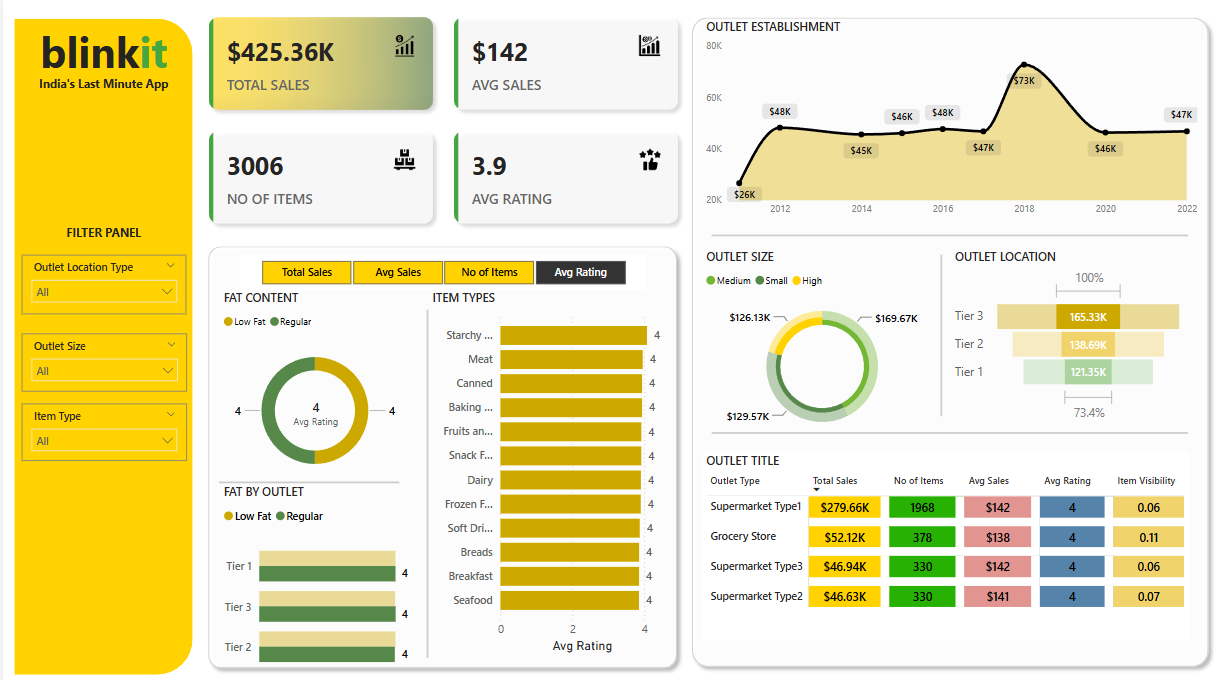 blinkit
India's Last Minute App
FILTER PANEL
Outlet Location Type
All
Outlet Size
All
Item Type
All
$425.36K
TOTAL SALES
$142
AVG SALES
3006
NO OF ITEMS
3.9
AVG RATING
Total Sales
Avg Sales
No of Items
Avg Rating
FAT CONTENT
Low Fat
Regular
4
4
Avg Rating
4
FAT BY OUTLET
Low Fat
Regular
Tier 1
4
Tier 3
4
Tier 2
4
ITEM TYPES
Starchy ...
4
Meat
4
Canned
4
Baking ...
4
Fruits an...
4
Snack F...
4
Dairy
4
Frozen F...
4
Soft Dri...
4
Breads
4
Breakfast
4
Seafood
4
0
2
4
Avg Rating
OUTLET ESTABLISHMENT
80K
60K
40K
20K
$26K
$48K
$45K
$46K
$48K
$47K
$73K
$46K
$47K
2012
2014
2016
2018
2020
2022
OUTLET SIZE
Medium
Small
High
$126.13K
$169.67K
$129.57K
OUTLET LOCATION
100%
Tier 3
165.33K
Tier 2
138.69K
Tier 1
121.35K
73.4%
OUTLET TITLE
Outlet Type Total Sales No of Items Avg Sales Avg Rating Item Visibility
Supermarket Type1 $279.66K 1968 $142 4 0.06
Grocery Store $52.12K 378 $138 4 0.11
Supermarket Type3 $46.94K 330 $142 4 0.06
Supermarket Type2 $46.63K 330 $141 4 0.07